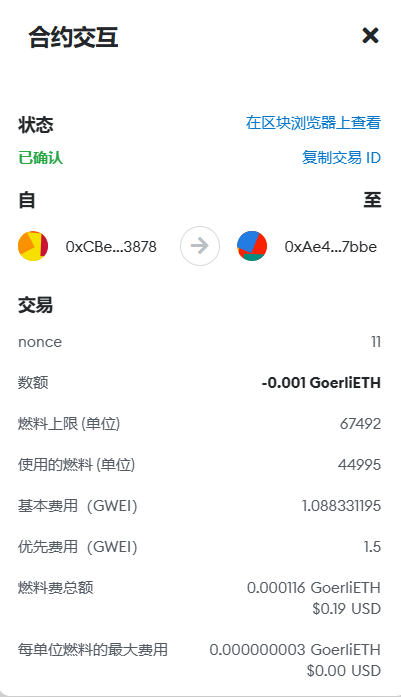 合约交互
状态 在区块浏览器上查看
已确认 复制交易 ID
自 至
0xCBe...3878 0xAe4...7bbe
交易
nonce 11
数额 -0.001 GoerliETH
燃料上限 (单位) 67492
使用的燃料 (单位) 44995
基本费用（GWEI） 1.088331195
优先费用（GWEI） 1.5
燃料费总额 0.000116 GoerliETH
$0.19 USD
每单位燃料的最大费用 0.000000003 GoerliETH
$0.00 USD